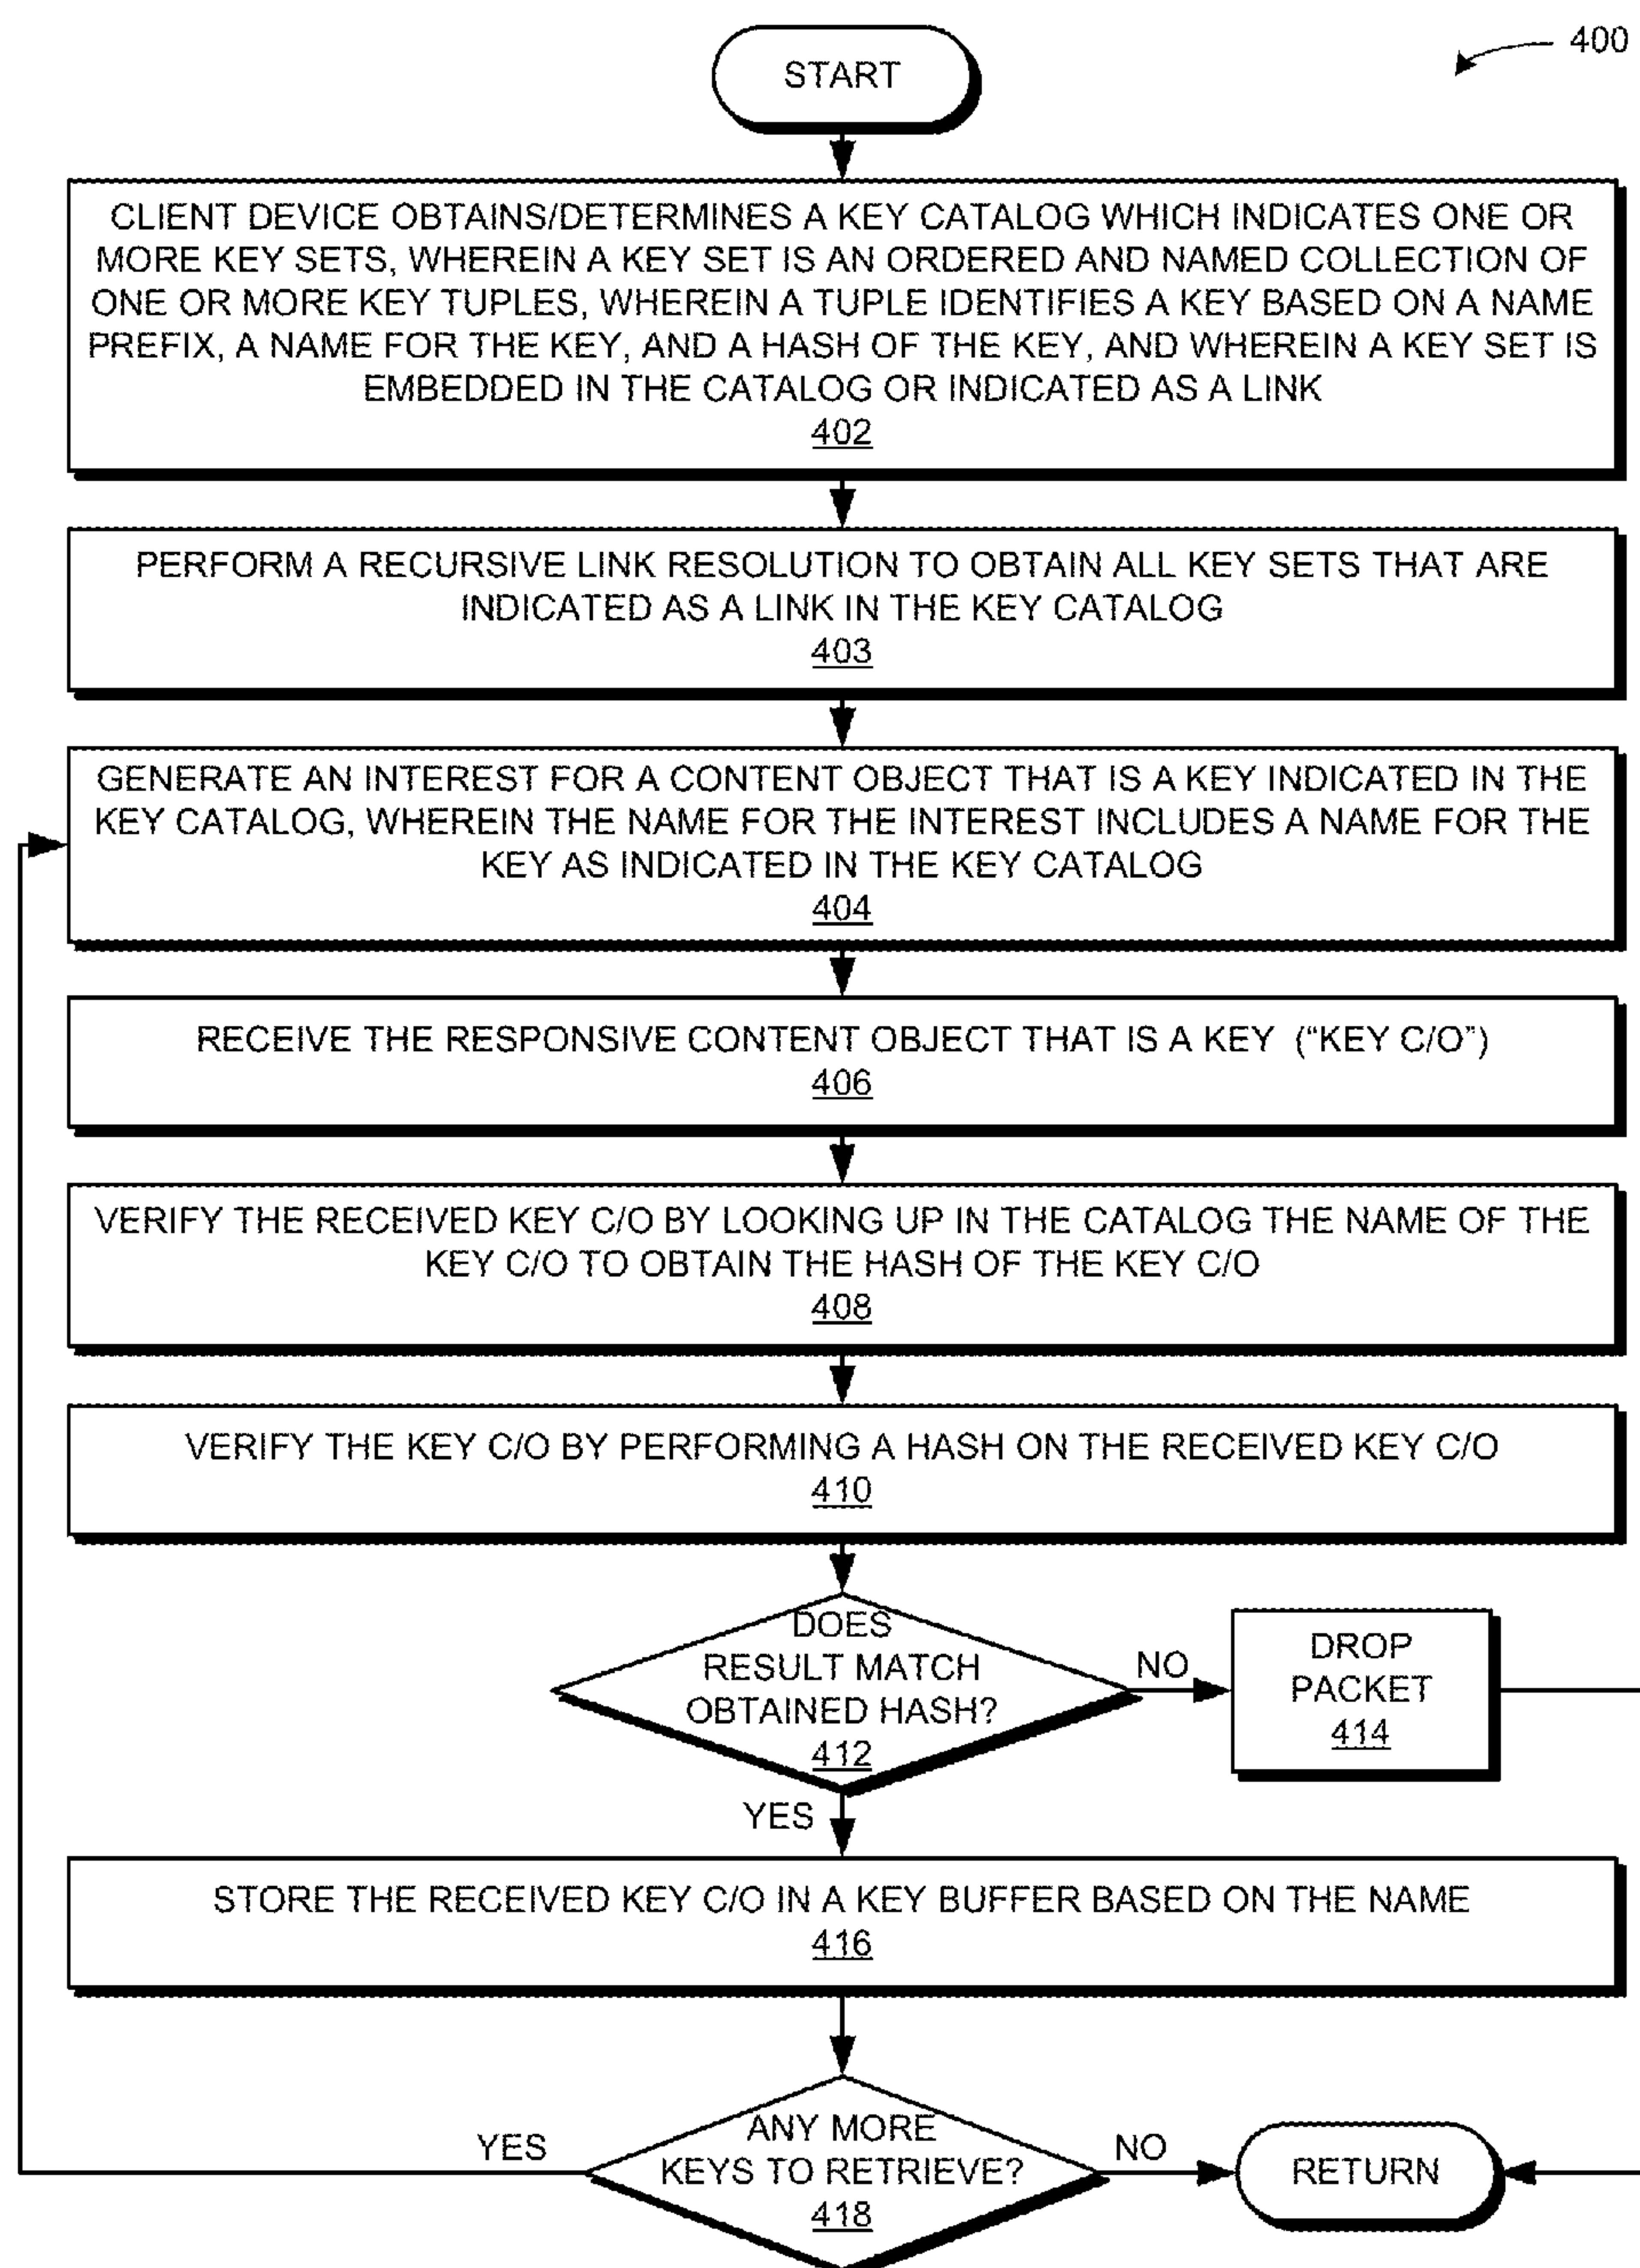 400
START
CLIENT DEVICE OBTAINS/DETERMINES A KEY CATALOG WHICH INDICATES ONE OR
MORE KEY SETS, WHEREIN A KEY SET IS AN ORDERED AND NAMED COLLECTION OF
ONE OR MORE KEY TUPLES, WHEREIN A TUPLE IDENTIFIES A KEY BASED ON A NAME
PREFIX, A NAME FOR THE KEY, AND A HASH OF THE KEY, AND WHEREIN A KEY SET IS
EMBEDDED IN THE CATALOG OR INDICATED AS A LINK
402
PERFORM A RECURSIVE LINK RESOLUTION TO OBTAIN ALL KEY SETS THAT ARE
INDICATED AS A LINK IN THE KEY CATALOG
403
GENERATE AN INTEREST FOR A CONTENT OBJECT THAT IS A KEY INDICATED IN THE
KEY CATALOG, WHEREIN THE NAME FOR THE INTEREST INCLUDES A NAME FOR THE
KEY AS INDICATED IN THE KEY CATALOG
404
RECEIVE THE RESPONSIVE CONTENT OBJECT THAT IS A KEY (“KEY C/O”)
406
VERIFY THE RECEIVED KEY C/O BY LOOKING UP IN THE CATALOG THE NAME OF THE
KEY C/O TO OBTAIN THE HASH OF THE KEY C/O
408
VERIFY THE KEY C/O BY PERFORMING A HASH ON THE RECEIVED KEY C/O
410
DOES
RESULT MATCH
OBTAINED HASH?
412
NO
DROP
PACKET
414
YES
STORE THE RECEIVED KEY C/O IN A KEY BUFFER BASED ON THE NAME
416
ANY MORE
KEYS TO RETRIEVE?
418
YES
NO
RETURN